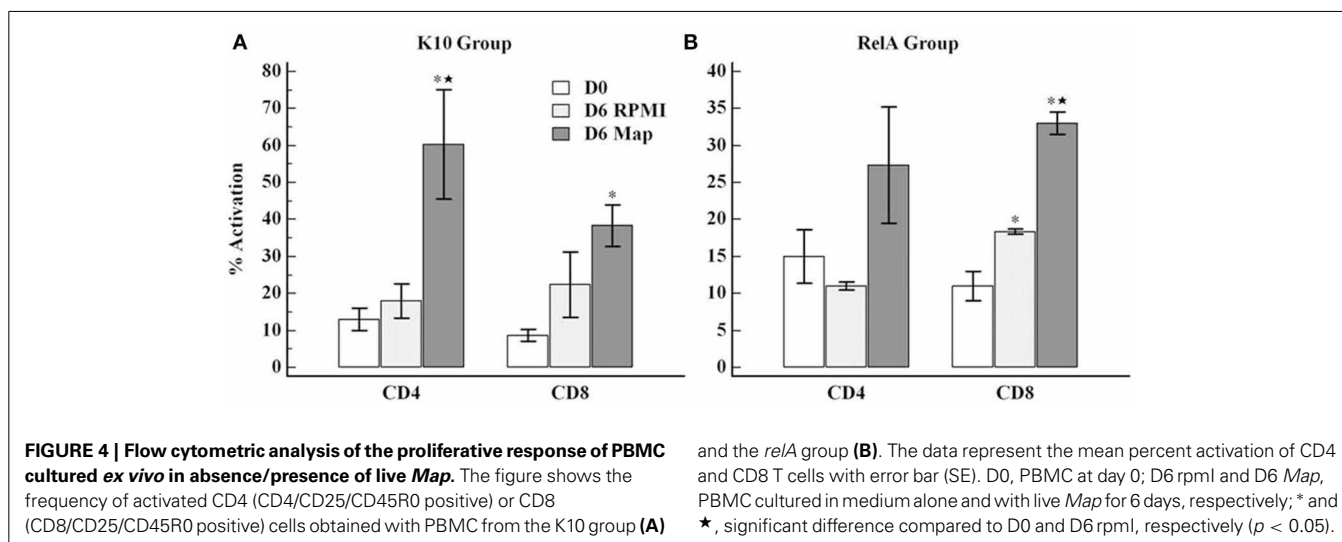 A
K10 Group
B
RelA Group
% Activation
80
70
60
50
40
30
20
10
0
*★
*
D0
D6 RPMI
D6 Map
CD4
CD8
40
35
30
25
20
15
10
5
0
*
*★
CD4
CD8
FIGURE 4 | Flow cytometric analysis of the proliferative response of PBMC
cultured ex vivo in absence/presence of live Map. The figure shows the
frequency of activated CD4 (CD4/CD25/CD45R0 positive) or CD8
(CD8/CD25/CD45R0 positive) cells obtained with PBMC from the K10 group (A)
and the relA group (B). The data represent the mean percent activation of CD4
and CD8 T cells with error bar (SE). D0, PBMC at day 0; D6 rpmI and D6 Map,
PBMC cultured in medium alone and with live Map for 6 days, respectively; * and
★, significant difference compared to D0 and D6 rpmI, respectively (p < 0.05).